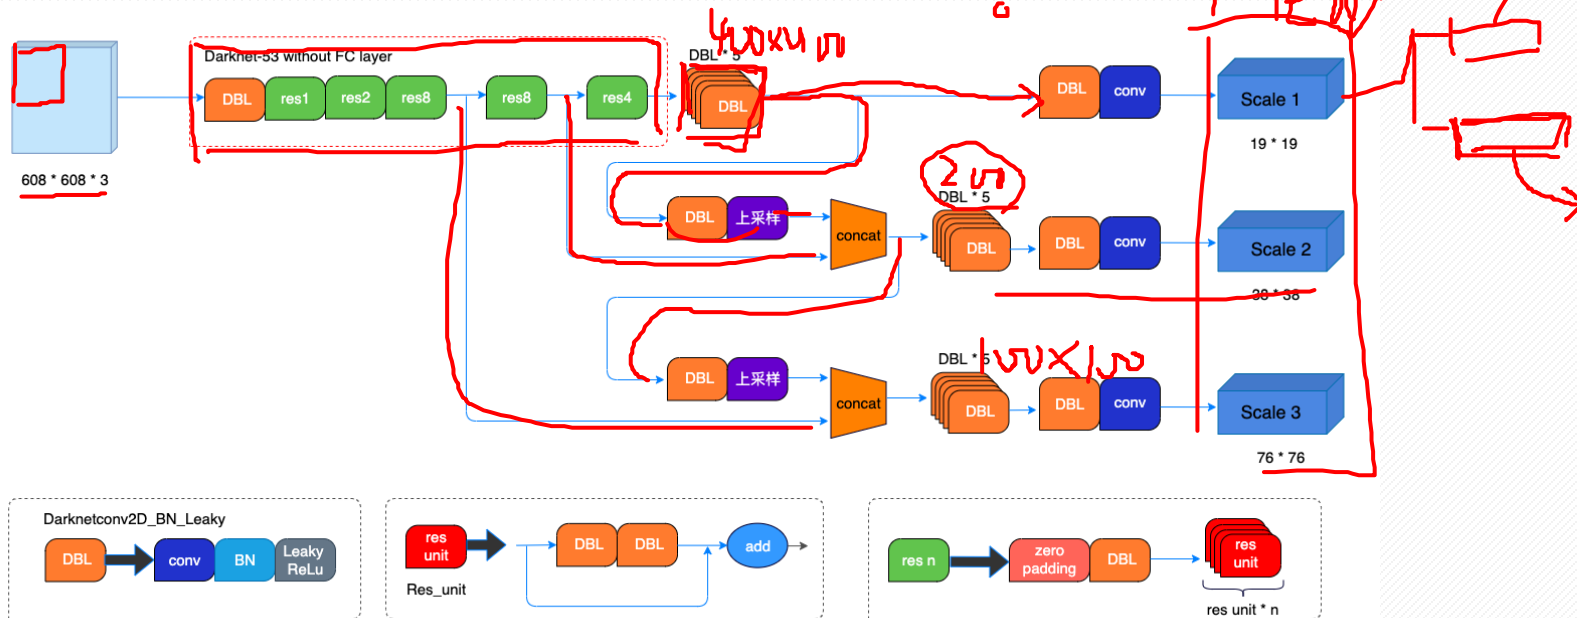 400x400
DBL * 5
Darknet-53 without FC layer
DBL
res1
res2
res8
res8
res4
DBL
DBL
conv
Scale 1
19 * 19
608 * 608 * 3
200
DBL * 5
DBL
上采样
concat
DBL
DBL
conv
Scale 2
38 * 38
DBL * 5
100x100
DBL
上采样
concat
DBL
DBL
conv
Scale 3
76 * 76
Darknetconv2D_BN_Leaky
DBL
conv
BN
Leaky
ReLu
res
unit
Res_unit
DBL
DBL
add
res n
zero
padding
DBL
res
unit
res unit * n